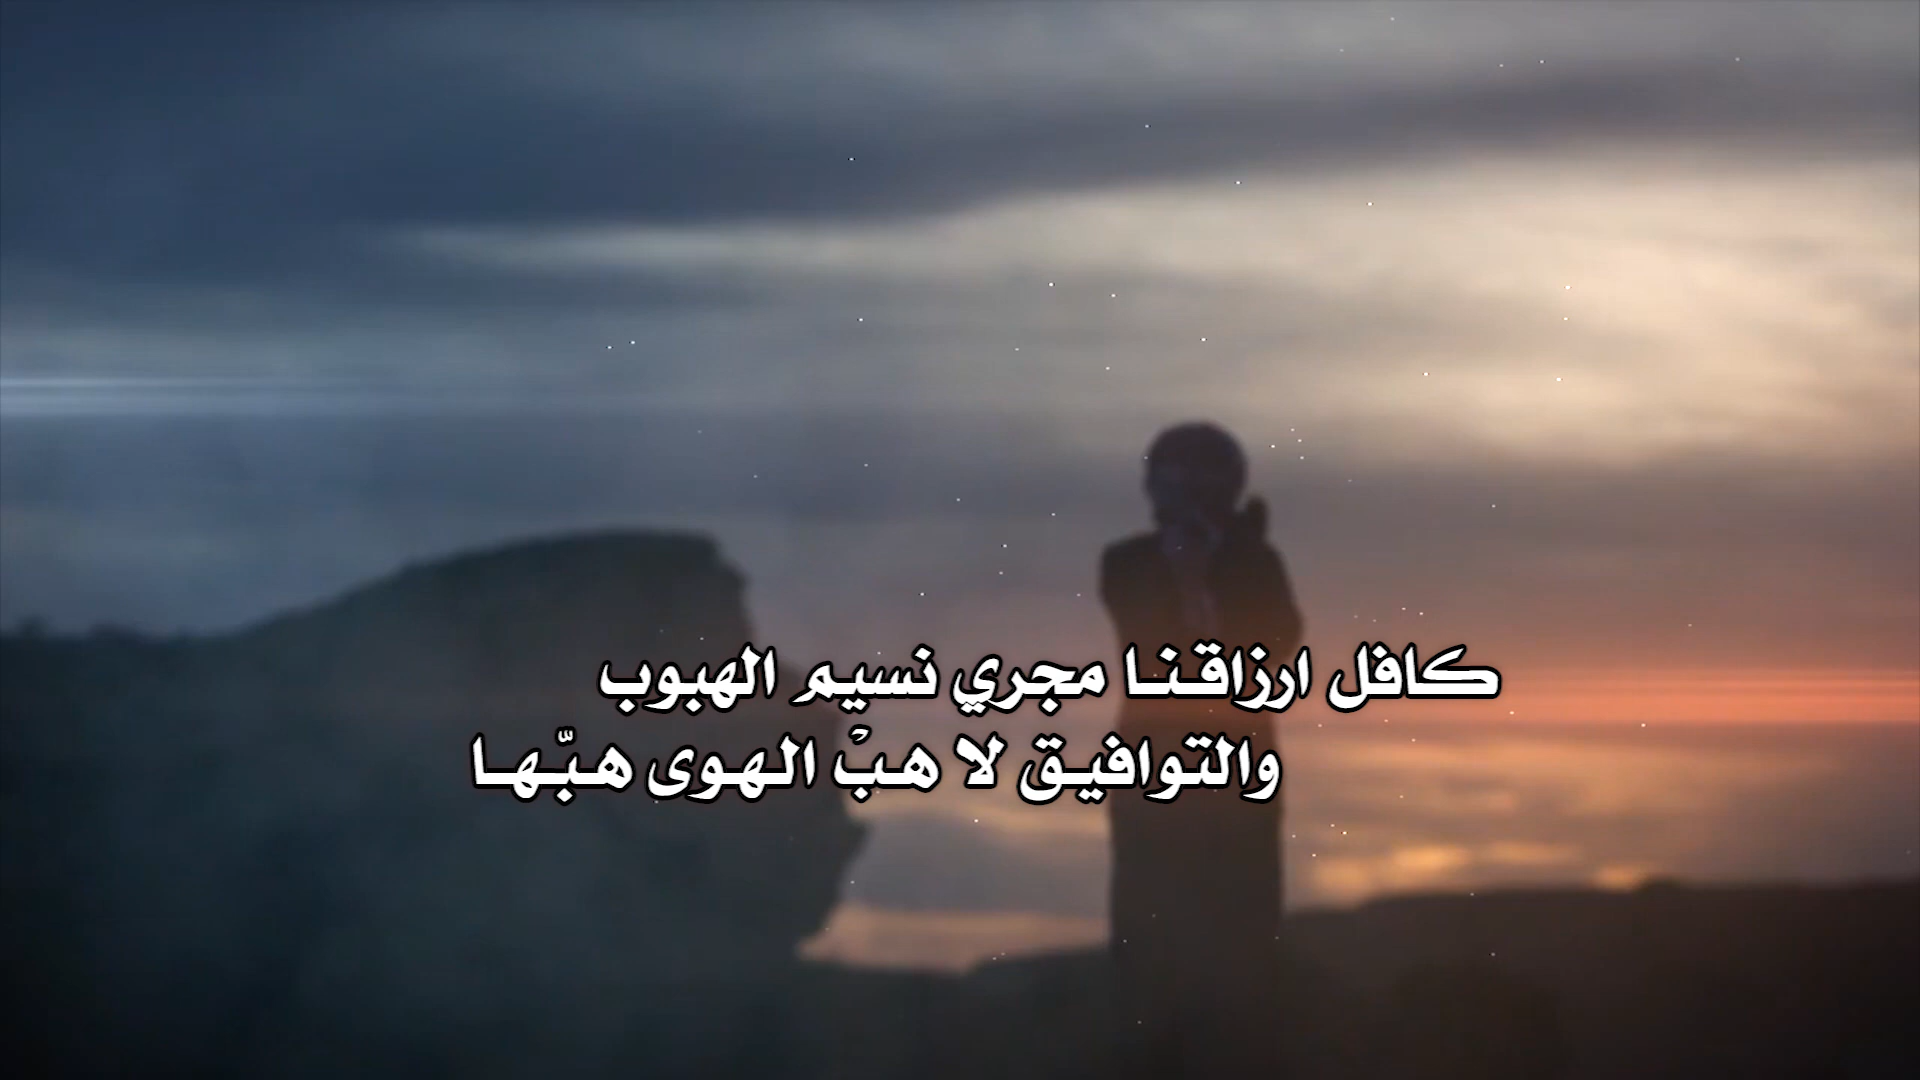 كافل ارزاقنا مجري نسيم الهبوب
والتوافيق لا هبْ الهوى هبّها